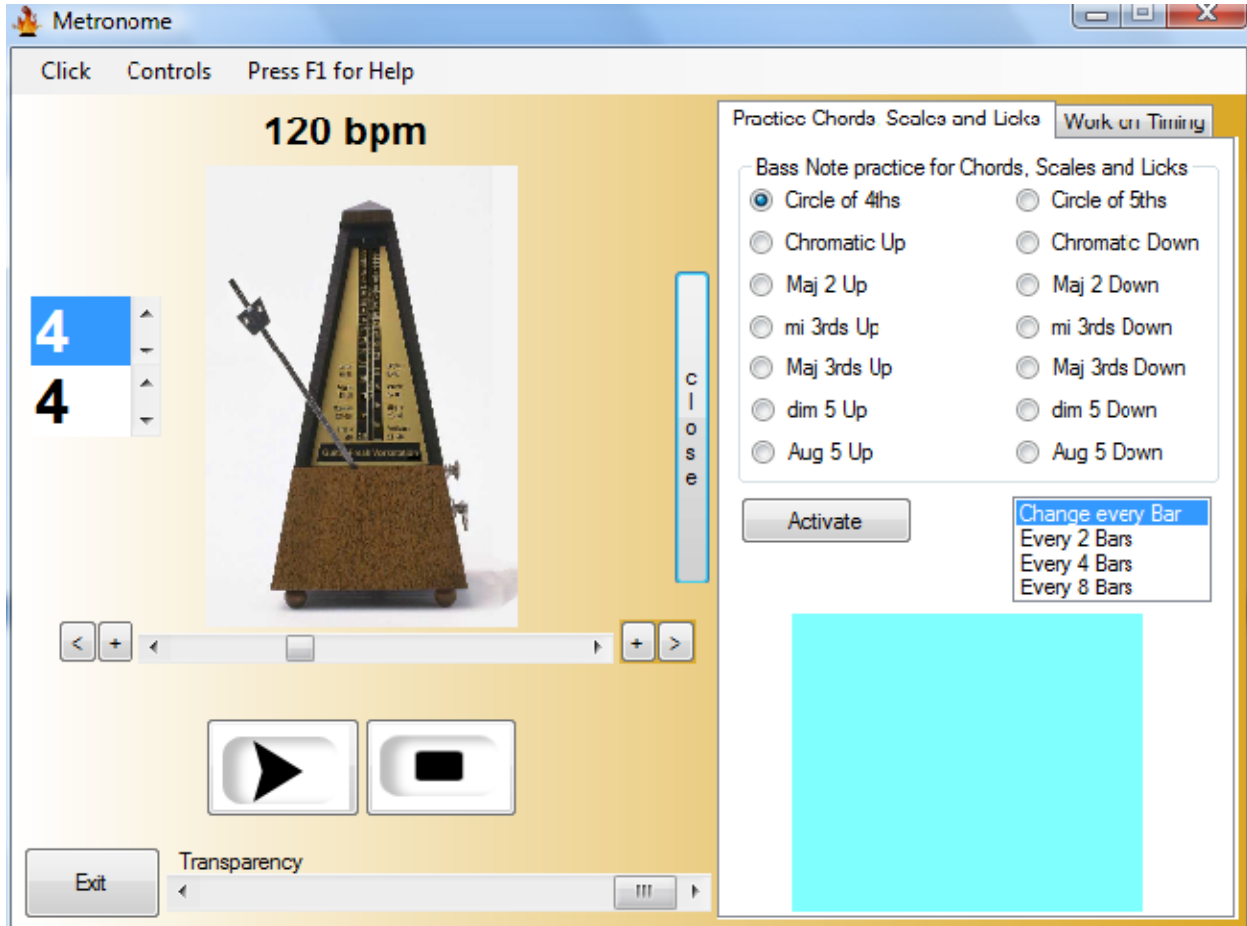 Metronome
Click Controls Press F1 for Help
120 bpm
4
4
c
l
o
s
e
< +
+ >
Exit
Transparency
Practice Chords, Scales and Licks Work on Timing
Bass Note practice for Chords, Scales and Licks
Circle of 4ths Circle of 5ths
Chromatic Up Chromatic Down
Maj 2 Up Maj 2 Down
mi 3rds Up mi 3rds Down
Maj 3rds Up Maj 3rds Down
dim 5 Up dim 5 Down
Aug 5 Up Aug 5 Down
Activate
Change every Bar
Every 2 Bars
Every 4 Bars
Every 8 Bars